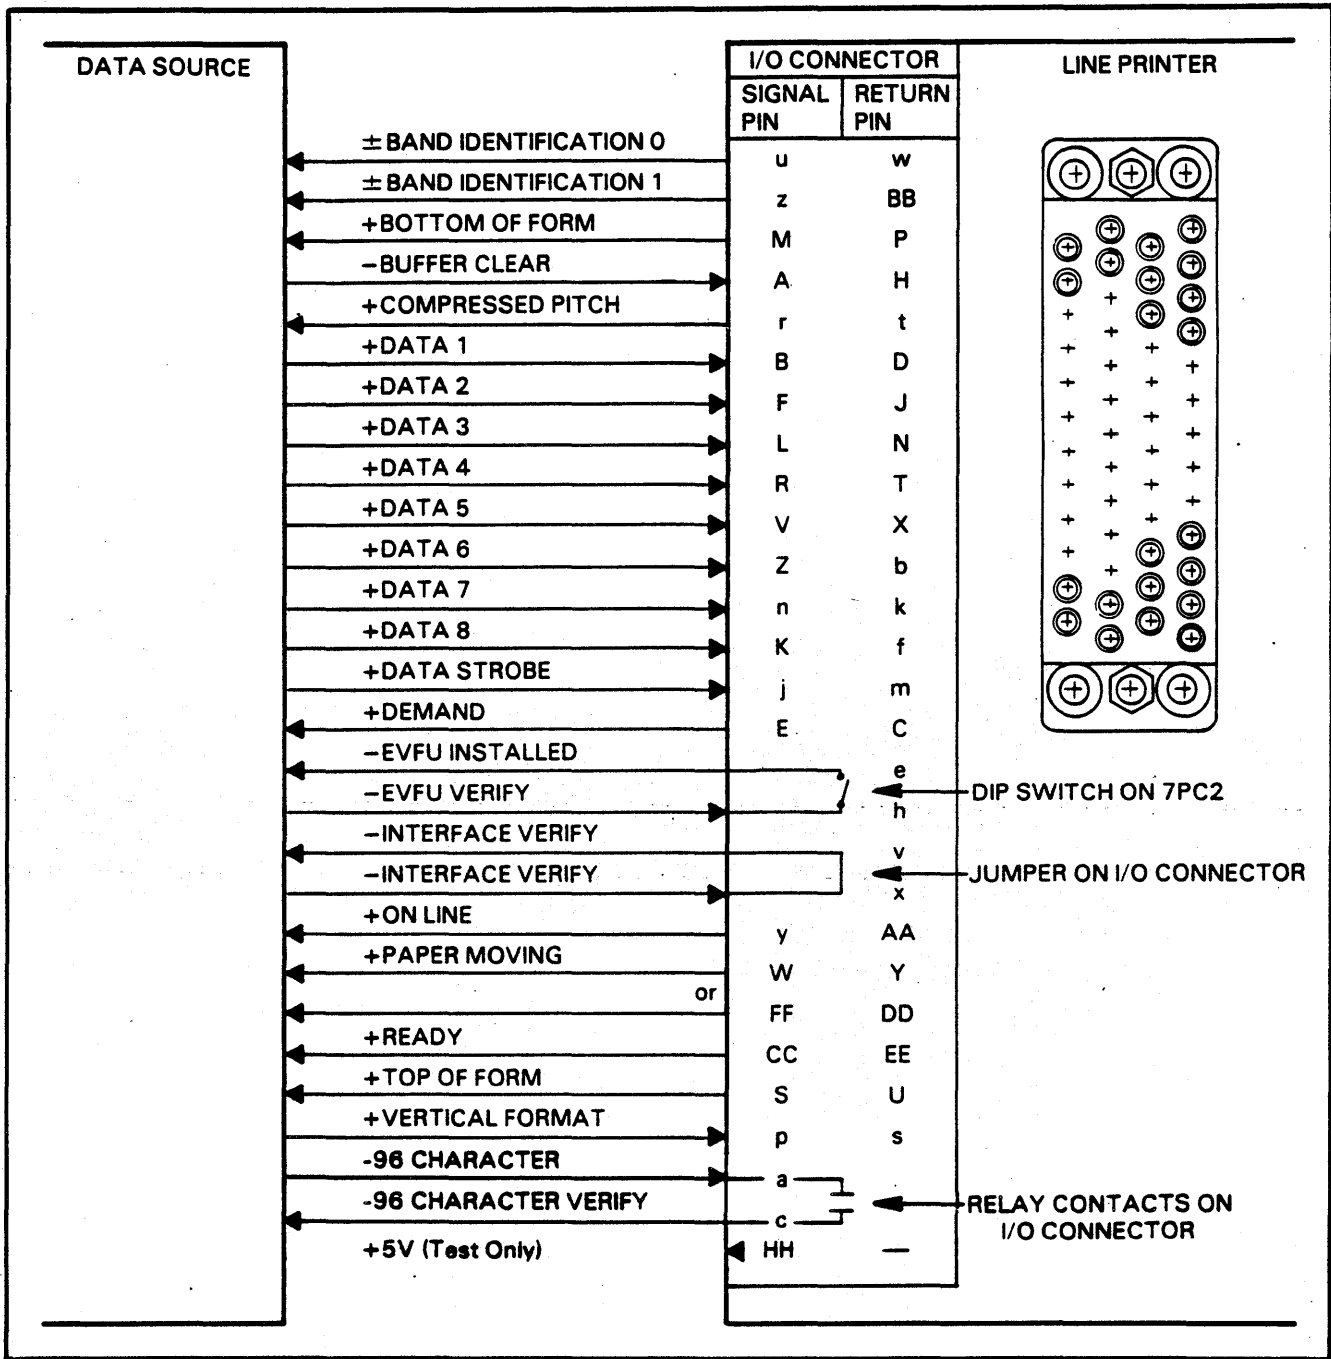 DATA SOURCE
I/O CONNECTOR
LINE PRINTER
SIGNAL PIN
RETURN PIN
±BAND IDENTIFICATION 0 u w
±BAND IDENTIFICATION 1 z BB
+BOTTOM OF FORM M P
−BUFFER CLEAR A H
+COMPRESSED PITCH r t
+DATA 1 B D
+DATA 2 F J
+DATA 3 L N
+DATA 4 R T
+DATA 5 V X
+DATA 6 Z b
+DATA 7 n k
+DATA 8 K f
+DATA STROBE j m
+DEMAND E C
−EVFU INSTALLED e
DIP SWITCH ON 7PC2
−EVFU VERIFY h
−INTERFACE VERIFY v
JUMPER ON I/O CONNECTOR
−INTERFACE VERIFY x
+ON LINE y AA
+PAPER MOVING W Y
or FF DD
+READY CC EE
+TOP OF FORM S U
+VERTICAL FORMAT p s
-96 CHARACTER a
RELAY CONTACTS ON
I/O CONNECTOR
-96 CHARACTER VERIFY c
+5V (Test Only) HH —